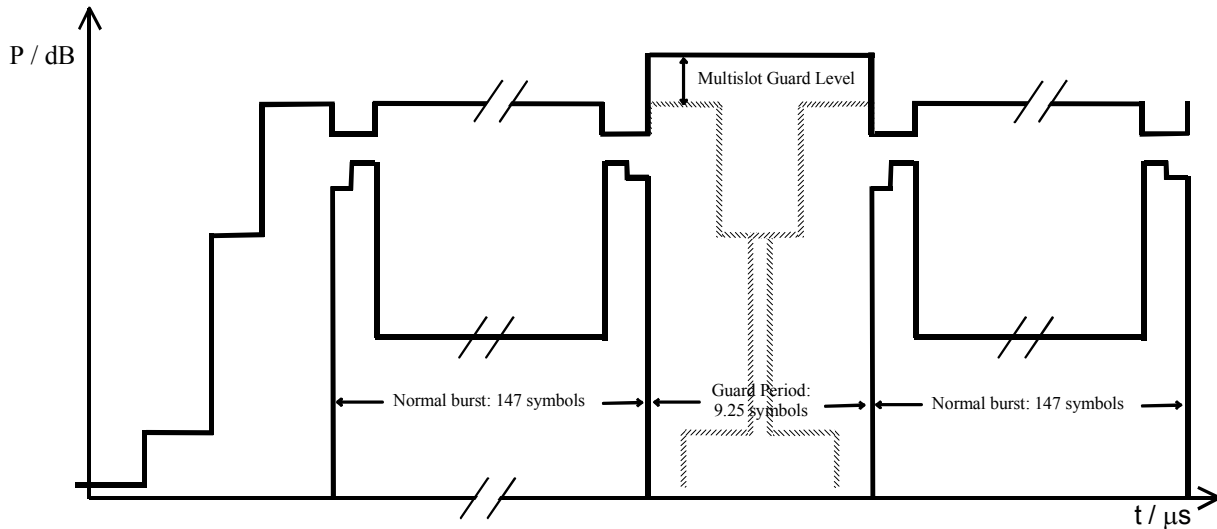 P / dB
Multislot Guard Level
Normal burst: 147 symbols
Guard Period:
9.25 symbols
Normal burst: 147 symbols
t / μs